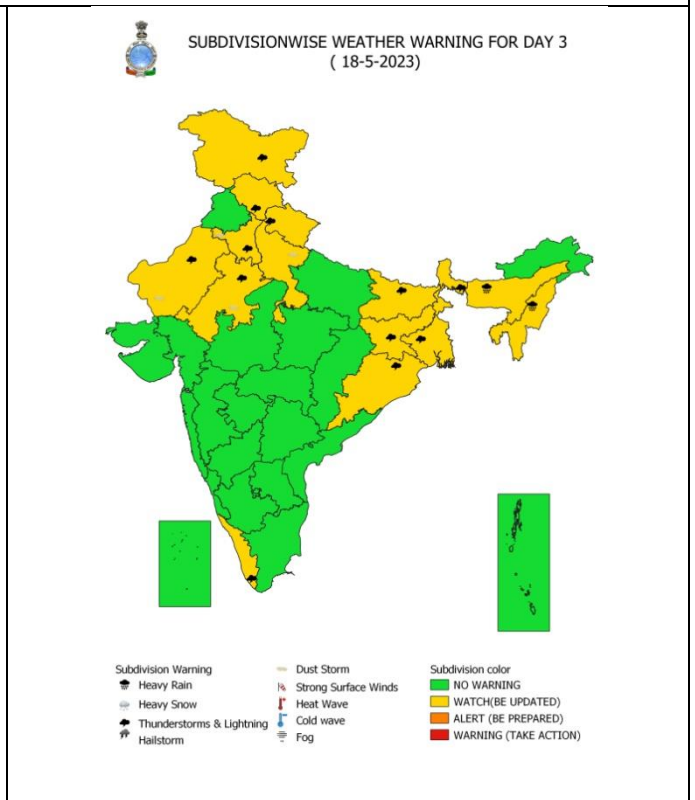 SUBDIVISIONWISE WEATHER WARNING FOR DAY 3
( 18-5-2023)
Subdivision Warning
Heavy Rain
Heavy Snow
Thunderstorms & Lightning
Hailstorm
Dust Storm
Strong Surface Winds
Heat Wave
Cold wave
Fog
Subdivision color
NO WARNING
WATCH(BE UPDATED)
ALERT (BE PREPARED)
WARNING (TAKE ACTION)